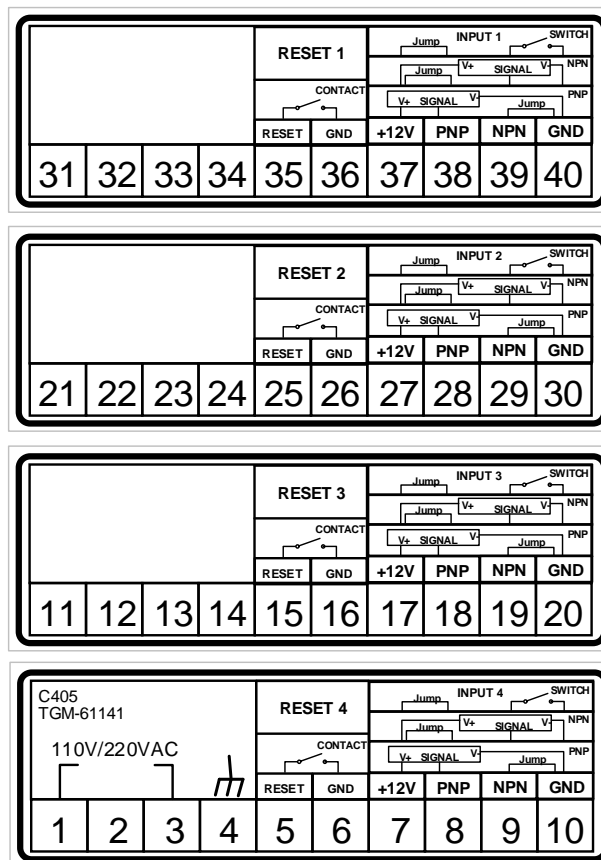 RESET 1
CONTACT
RESET GND
INPUT 1
Jump SWITCH
V+ SIGNAL V- NPN
Jump
V+ SIGNAL V- PNP
Jump
+12V PNP NPN GND
31 32 33 34 35 36 37 38 39 40
RESET 2
CONTACT
RESET GND
INPUT 2
Jump SWITCH
V+ SIGNAL V- NPN
Jump
V+ SIGNAL V- PNP
Jump
+12V PNP NPN GND
21 22 23 24 25 26 27 28 29 30
RESET 3
CONTACT
RESET GND
INPUT 3
Jump SWITCH
V+ SIGNAL V- NPN
Jump
V+ SIGNAL V- PNP
Jump
+12V PNP NPN GND
11 12 13 14 15 16 17 18 19 20
C405
TGM-61141
110V/220VAC
RESET 4
CONTACT
RESET GND
INPUT 4
Jump SWITCH
V+ SIGNAL V- NPN
Jump
V+ SIGNAL V- PNP
Jump
+12V PNP NPN GND
1 2 3 4 5 6 7 8 9 10